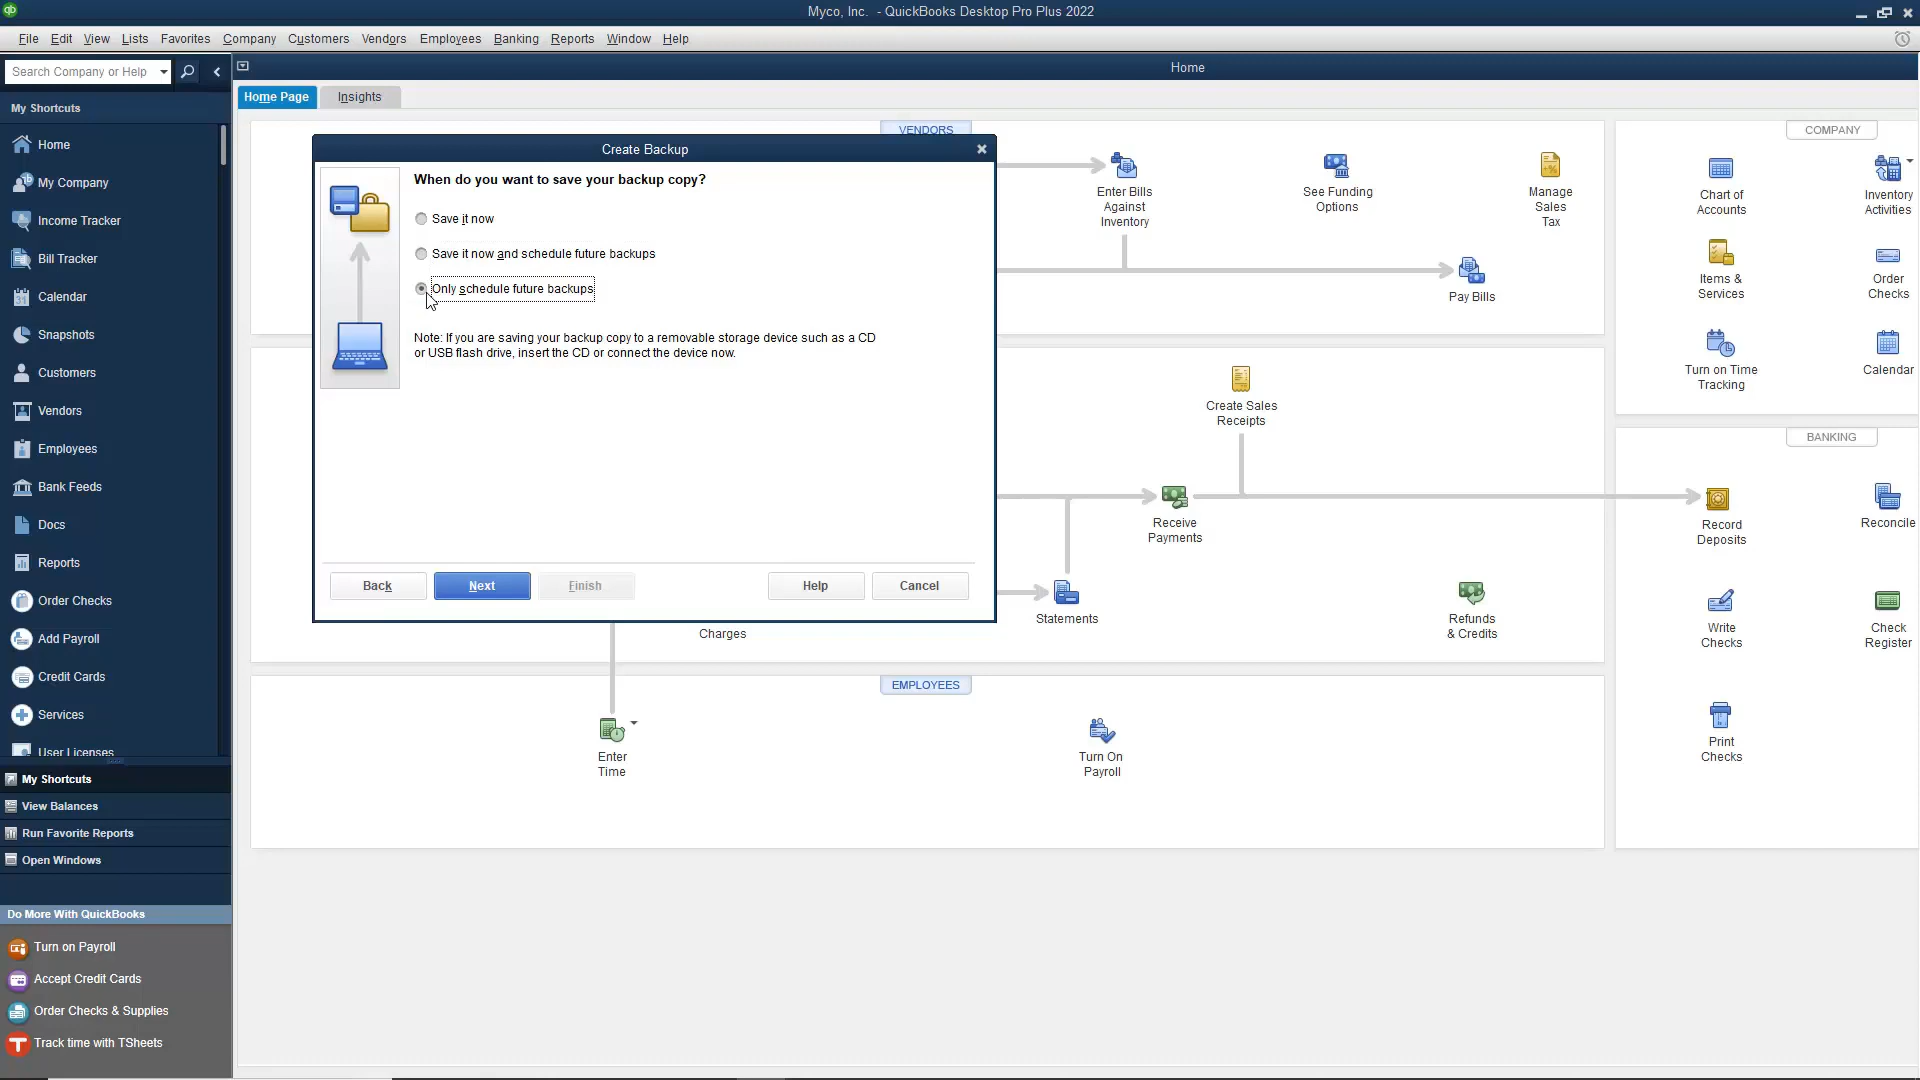 Myco, Inc. - QuickBooks Desktop Pro Plus 2022
File Edit View Lists Favorites Company Customers Vendors Employees Banking Reports Window Help
Search Company or Help
Home
Home Page
Insights
My Shortcuts
Home
My Company
Income Tracker
Bill Tracker
Calendar
Snapshots
Customers
Vendors
Employees
Bank Feeds
Docs
Reports
Order Checks
Add Payroll
Credit Cards
Services
User Licenses
My Shortcuts
View Balances
Run Favorite Reports
Open Windows
Do More With QuickBooks
Turn on Payroll
Accept Credit Cards
Order Checks & Supplies
Track time with TSheets
Create Backup
When do you want to save your backup copy?
Save it now
Save it now and schedule future backups
Only schedule future backups
Note: If you are saving your backup copy to a removable storage device such as a CD
or USB flash drive, insert the CD or connect the device now.
Back
Next
Finish
Help
Cancel
VENDORS
Enter Bills
Against
Inventory
See Funding
Options
Manage
Sales
Tax
Pay Bills
Create Sales
Receipts
Receive
Payments
Statements
Charges
Refunds
& Credits
EMPLOYEES
Enter
Time
Turn On
Payroll
COMPANY
Chart of
Accounts
Inventory
Activities
Items &
Services
Order
Checks
Turn on Time
Tracking
Calendar
31
BANKING
Record
Deposits
Reconcile
Write
Checks
Check
Register
Print
Checks